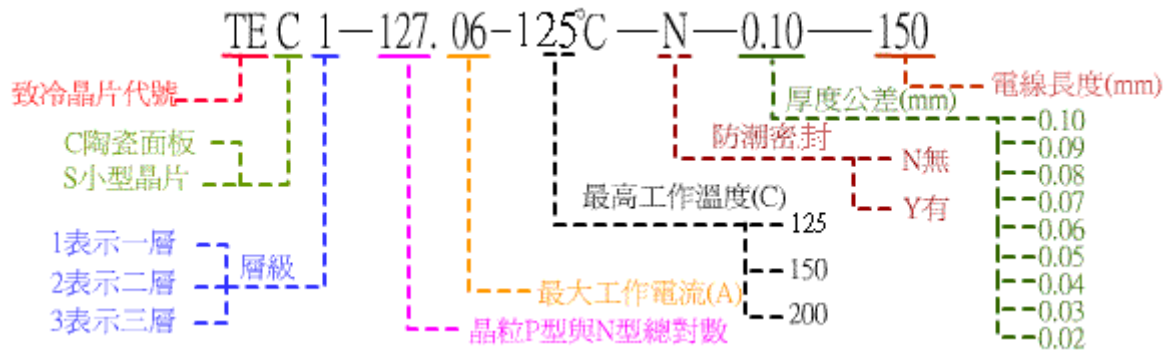 TEC1-127.06-125℃-N-0.10-150
致冷晶片代號
C陶瓷面板
S小型晶片
1表示一層
2表示二層
3表示三層
層級
晶粒P型與N型總對數
最大工作電流(A)
最高工作溫度(C)
125
150
200
防潮密封
N無
Y有
厚度公差(mm)
0.10
0.09
0.08
0.07
0.06
0.05
0.04
0.03
0.02
電線長度(mm)